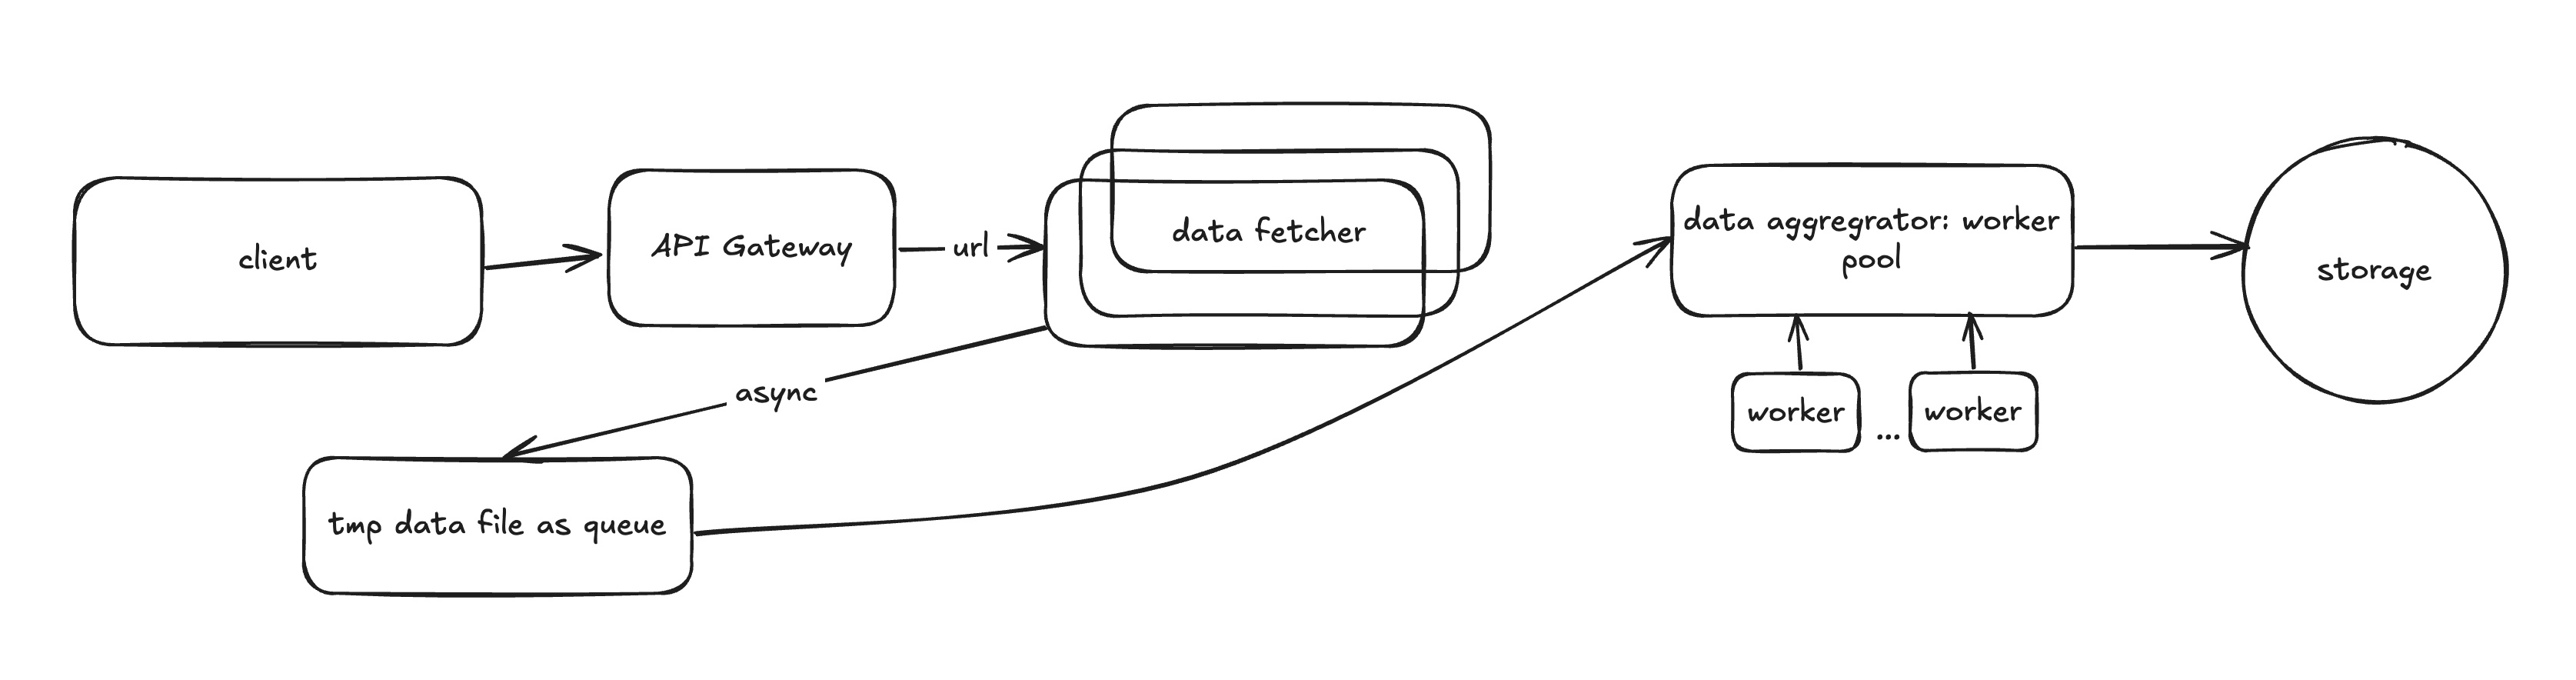 client
API Gateway
url
data fetcher
data aggregrator: worker
pool
storage
async
worker
...
worker
tmp data file as queue